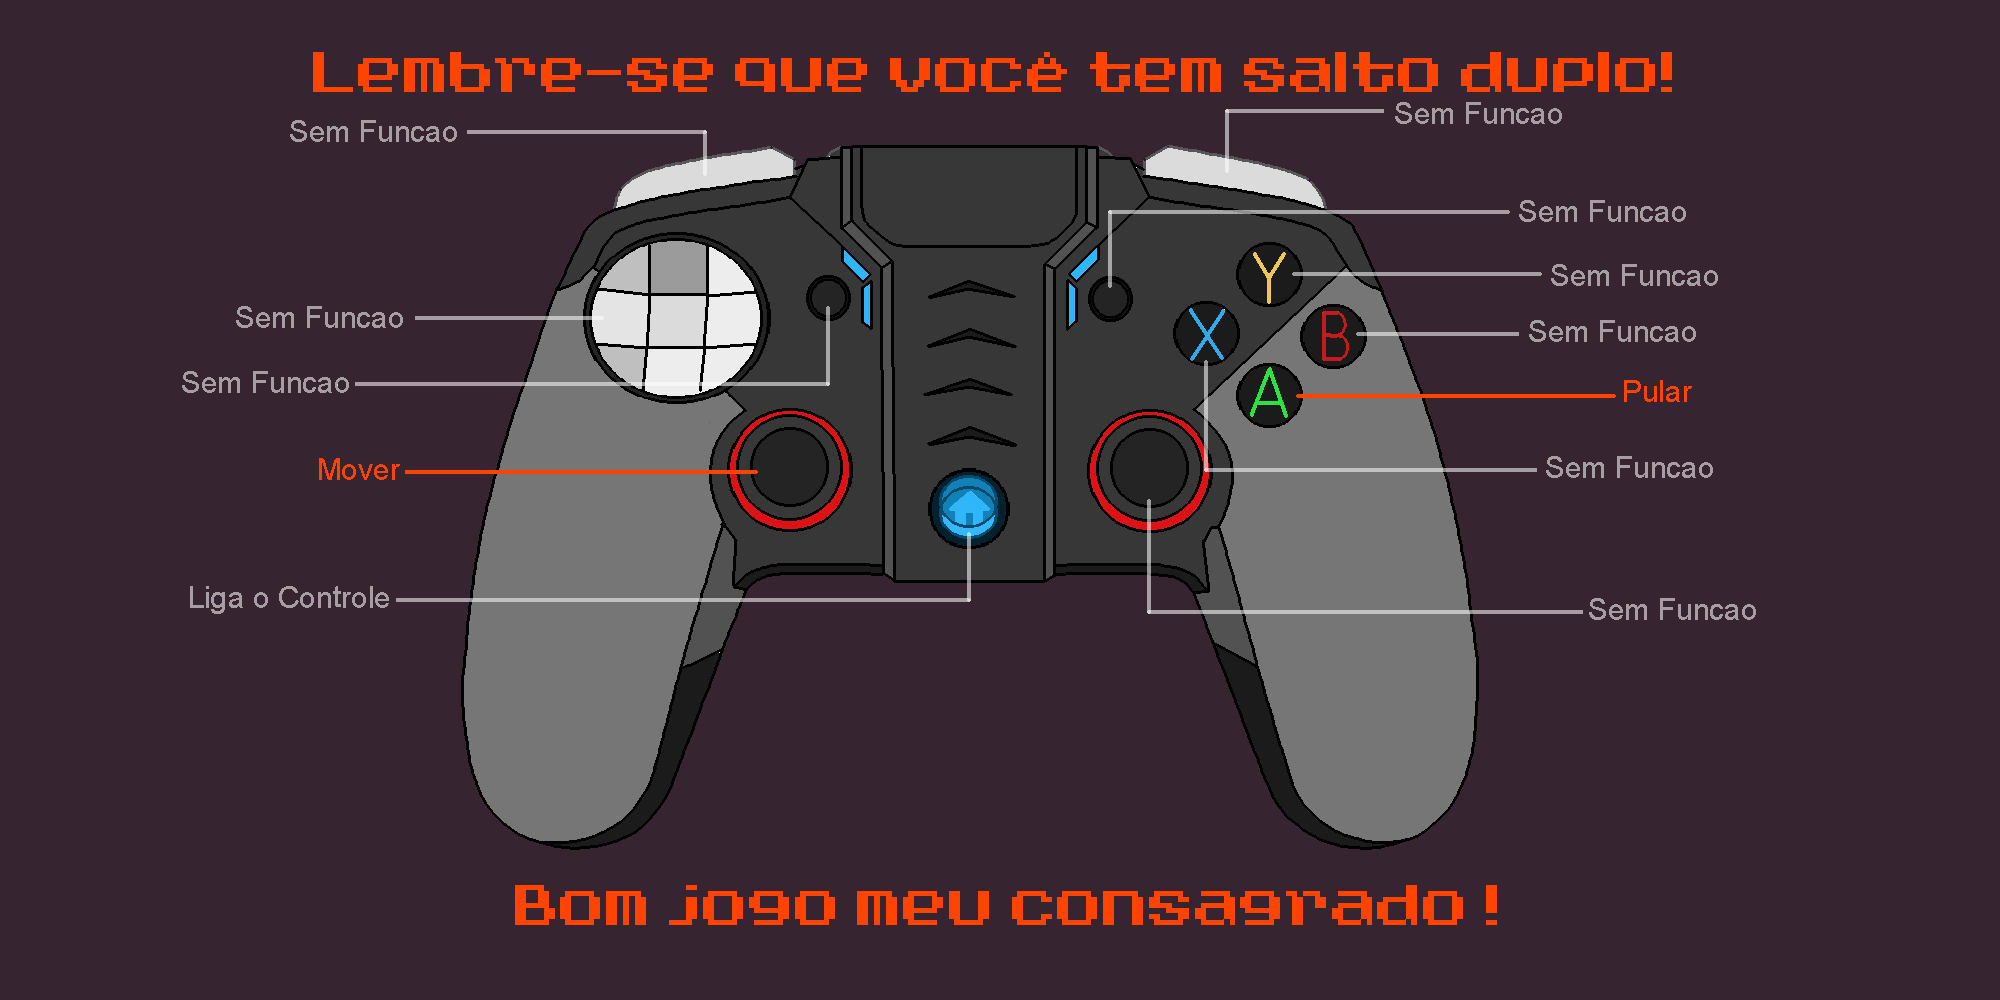 Lembre-se que você tem salto duplo!
Sem Funcao
Sem Funcao
Sem Funcao
Y
Sem Funcao
Sem Funcao
X
B
Sem Funcao
Sem Funcao
A
Pular
Mover
Sem Funcao
Liga o Controle
Sem Funcao
Bom jogo meu consagrado!